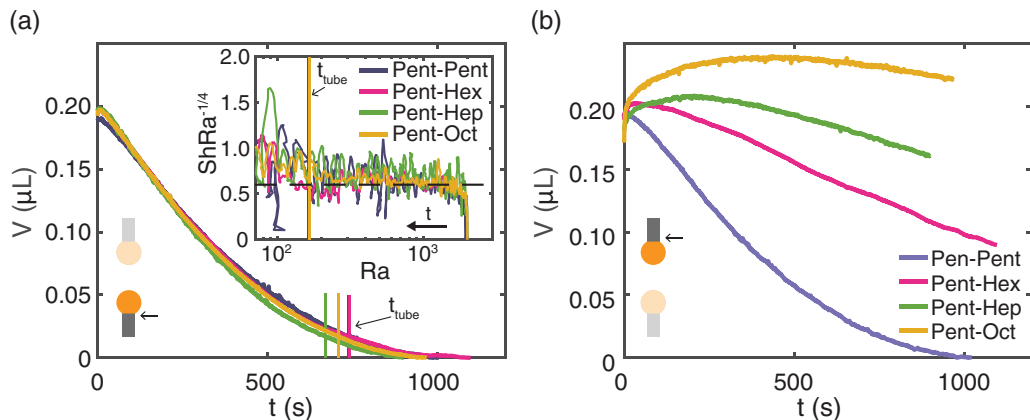 (a)
V (μL)
0.20
0.15
0.10
0.05
0
0
500
1000
t (s)
t_tube
ShRa^-1/4
2.0
1.5
1.0
0.5
0
10^2
10^3
Ra
t_tube
t
Pent-Pent
Pent-Hex
Pent-Hep
Pent-Oct
(b)
V (μL)
0.20
0.15
0.10
0.05
0
0
500
1000
t (s)
Pen-Pent
Pent-Hex
Pent-Hep
Pent-Oct